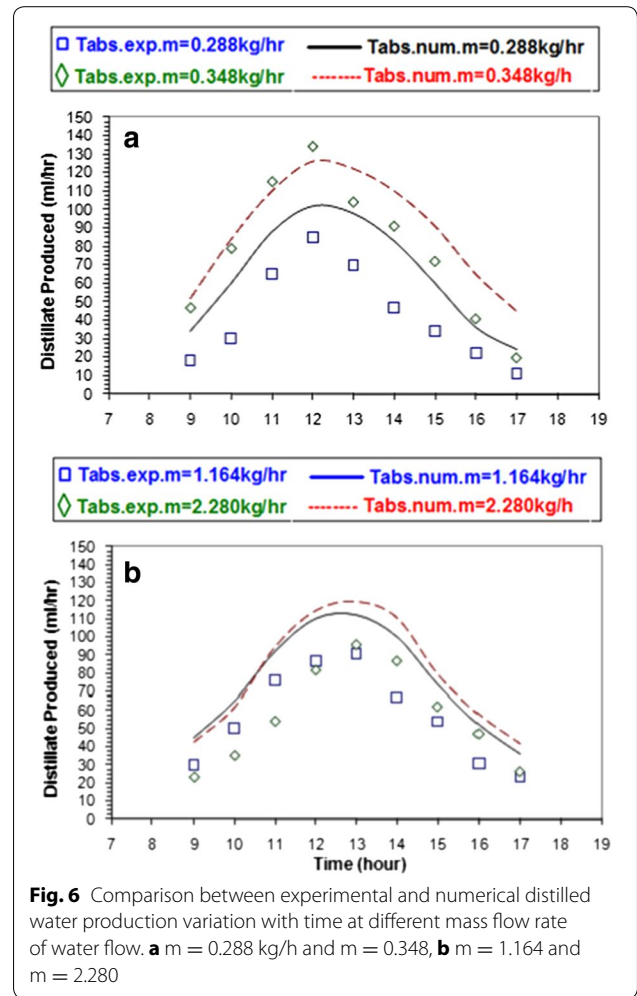 Tabs.exp.m=0.288kg/hr Tabs.num.m=0.288kg/hr
Tabs.exp.m=0.348kg/hr Tabs.num.m=0.348kg/h
a
Distillate Produced (ml/hr)
150
140
130
120
110
100
90
80
70
60
50
40
30
20
10
0
7 8 9 10 11 12 13 14 15 16 17 18 19
Tabs.exp.m=1.164kg/hr Tabs.num.m=1.164kg/hr
Tabs.exp.m=2.280kg/hr Tabs.num.m=2.280kg/h
b
Distillate Produced (ml/hr)
150
140
130
120
110
100
90
80
70
60
50
40
30
20
10
0
7 8 9 10 11 12 13 14 15 16 17 18 19
Time (hour)
Fig. 6 Comparison between experimental and numerical distilled
water production variation with time at different mass flow rate
of water flow. a m = 0.288 kg/h and m = 0.348, b m = 1.164 and
m = 2.280